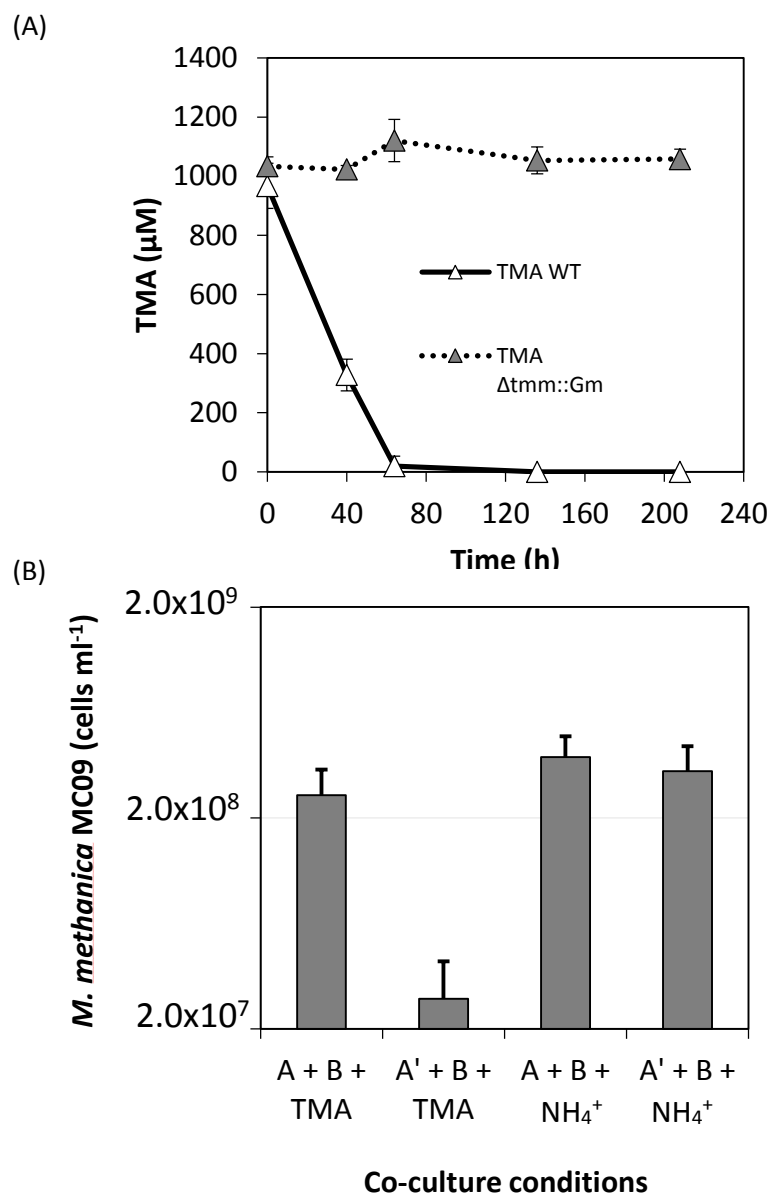 (A)
1400
1200
1000
800
600
400
200
0
TMA (µM)
TMA WT
TMA
Δtmm::Gm
0 40 80 120 160 200 240
Time (h)
(B)
2.0x10⁹
2.0x10⁸
2.0x10⁷
M. methanica MC09 (cells ml⁻¹)
A + B + A' + B + A + B + A' + B +
TMA TMA NH₄⁺ NH₄⁺
Co-culture conditions